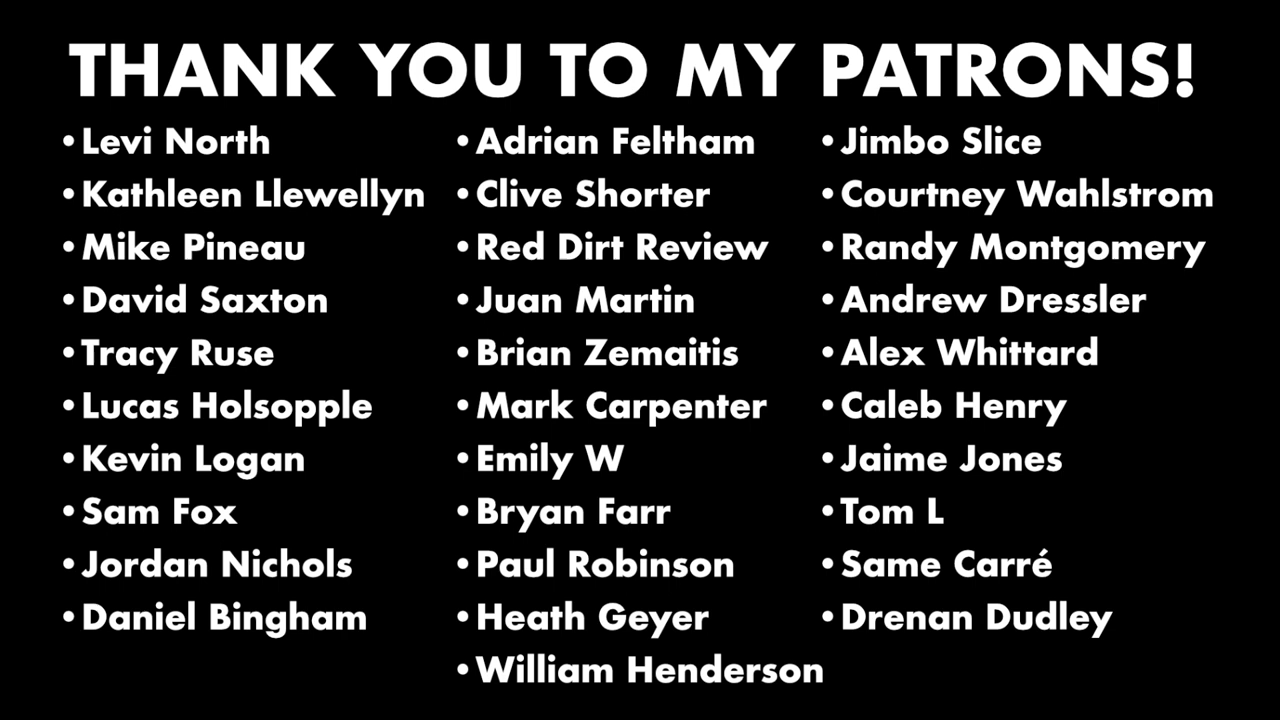 THANK YOU TO MY PATRONS!
•Levi North
•Kathleen Llewellyn
•Mike Pineau
•David Saxton
•Tracy Ruse
•Lucas Holsopple
•Kevin Logan
•Sam Fox
•Jordan Nichols
•Daniel Bingham
•Adrian Feltham
•Clive Shorter
•Red Dirt Review
•Juan Martin
•Brian Zemaitis
•Mark Carpenter
•Emily W
•Bryan Farr
•Paul Robinson
•Heath Geyer
•William Henderson
•Jimbo Slice
•Courtney Wahlstrom
•Randy Montgomery
•Andrew Dressler
•Alex Whittard
•Caleb Henry
•Jaime Jones
•Tom L
•Same Carré
•Drenan Dudley